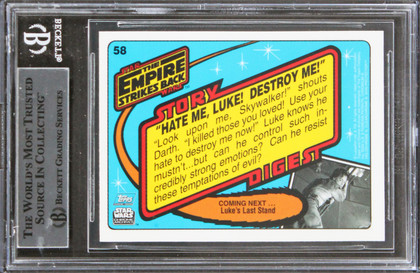 BECKETT
THE WORLD'S MOST TRUSTED
SOURCE IN COLLECTING™
BECKETT GRADING SERVICES
58
STAR
THE
EMPIRE
STRIKES BACK
WARS
STORY
"HATE ME, LUKE! DESTROY ME!"
"Look upon me, Skywalker!" shouts
Darth. "I killed those you loved! Use your
hate to destroy me now!" Luke knows he
mustn't...but can he control such in-
credibly strong emotions? Can he resist
these temptations of evil?
DIGEST
COMING NEXT ...
Luke's Last Stand
Topps
STAR
WARS